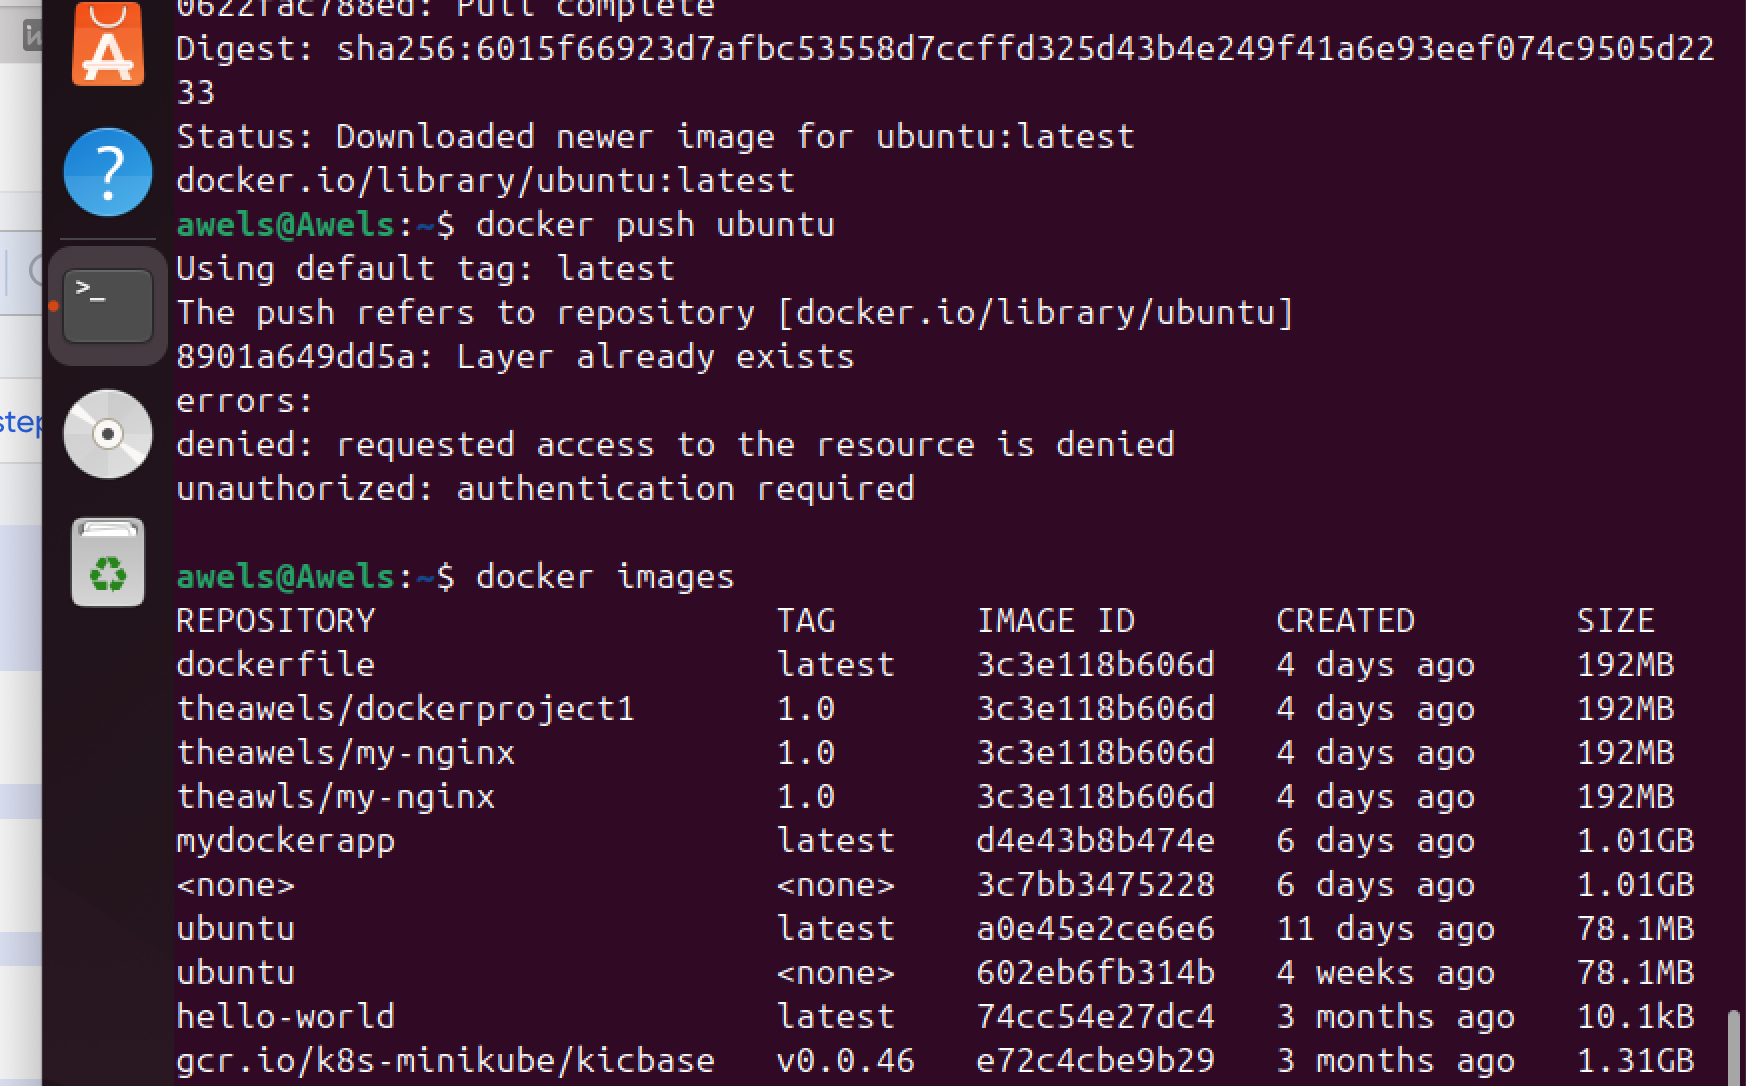 0622fac788ed: Pull complete
Digest: sha256:6015f66923d7afbc53558d7ccffd325d43b4e249f41a6e93eef074c9505d22
33
Status: Downloaded newer image for ubuntu:latest
docker.io/library/ubuntu:latest
awels@Awels:~$ docker push ubuntu
Using default tag: latest
The push refers to repository [docker.io/library/ubuntu]
8901a649dd5a: Layer already exists
errors:
denied: requested access to the resource is denied
unauthorized: authentication required
awels@Awels:~$ docker images
REPOSITORY TAG IMAGE ID CREATED SIZE
dockerfile latest 3c3e118b606d 4 days ago 192MB
theawels/dockerproject1 1.0 3c3e118b606d 4 days ago 192MB
theawels/my-nginx 1.0 3c3e118b606d 4 days ago 192MB
theawls/my-nginx 1.0 3c3e118b606d 4 days ago 192MB
mydockerapp latest d4e43b8b474e 6 days ago 1.01GB
<none> <none> 3c7bb3475228 6 days ago 1.01GB
ubuntu latest a0e45e2ce6e6 11 days ago 78.1MB
ubuntu <none> 602eb6fb314b 4 weeks ago 78.1MB
hello-world latest 74cc54e27dc4 3 months ago 10.1kB
gcr.io/k8s-minikube/kicbase v0.0.46 e72c4cbe9b29 3 months ago 1.31GB